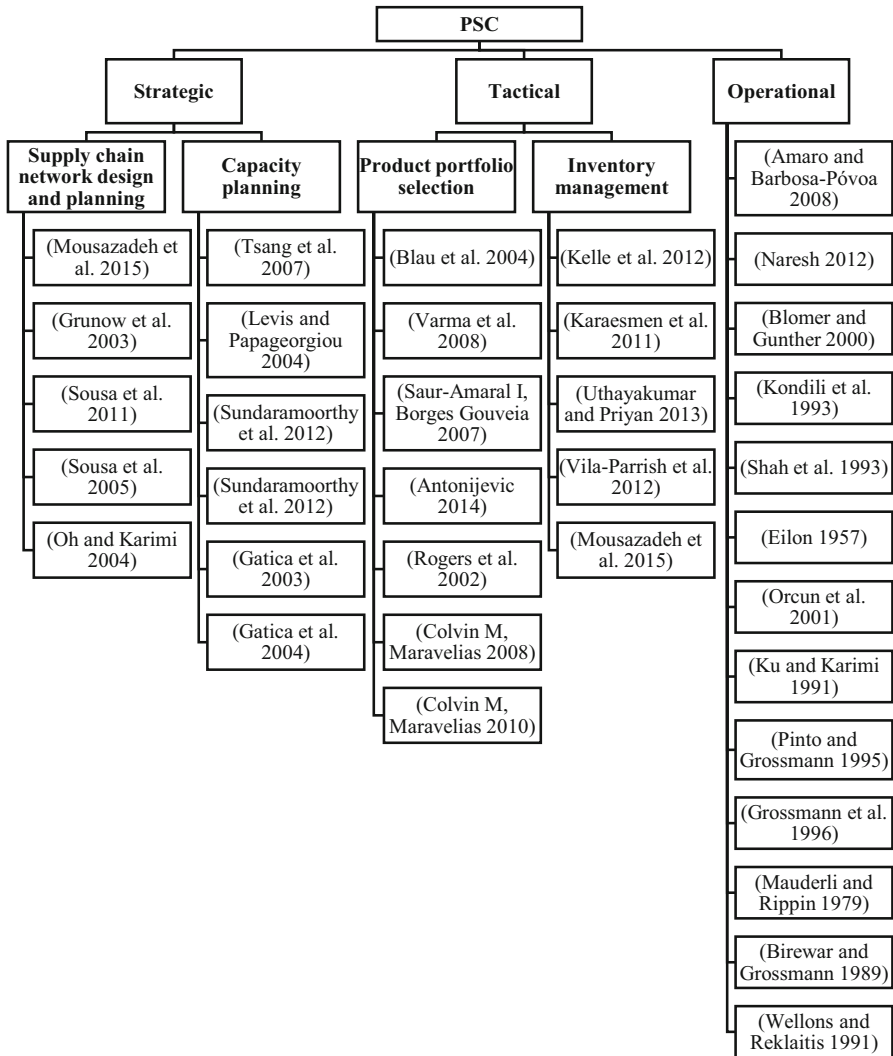 PSC
Strategic
Tactical
Operational
Supply chain
network design
and planning
Capacity
planning
Product portfolio
selection
Inventory
management
(Mousazadeh et
al. 2015)
(Grunow et al.
2003)
(Sousa et al.
2011)
(Sousa et al.
2005)
(Oh and Karimi
2004)
(Tsang et al.
2007)
(Levis and
Papageorgiou
2004)
(Sundaramoorthy
et al. 2012)
(Sundaramoorthy
et al. 2012)
(Gatica et al.
2003)
(Gatica et al.
2004)
(Blau et al. 2004)
(Varma et al.
2008)
(Saur-Amaral I,
Borges Gouveia
2007)
(Antonijevic
2014)
(Rogers et al.
2002)
(Colvin M,
Maravelias 2008)
(Colvin M,
Maravelias 2010)
(Kelle et al. 2012)
(Karaesmen et al.
2011)
(Uthayakumar
and Priyan 2013)
(Vila-Parrish et al.
2012)
(Mousazadeh et
al. 2015)
(Amaro and
Barbosa-Póvoa
2008)
(Naresh 2012)
(Blomer and
Gunther 2000)
(Kondili et al.
1993)
(Shah et al. 1993)
(Eilon 1957)
(Orcun et al.
2001)
(Ku and Karimi
1991)
(Pinto and
Grossmann 1995)
(Grossmann et al.
1996)
(Mauderli and
Rippin 1979)
(Birewar and
Grossmann 1989)
(Wellons and
Reklaitis 1991)